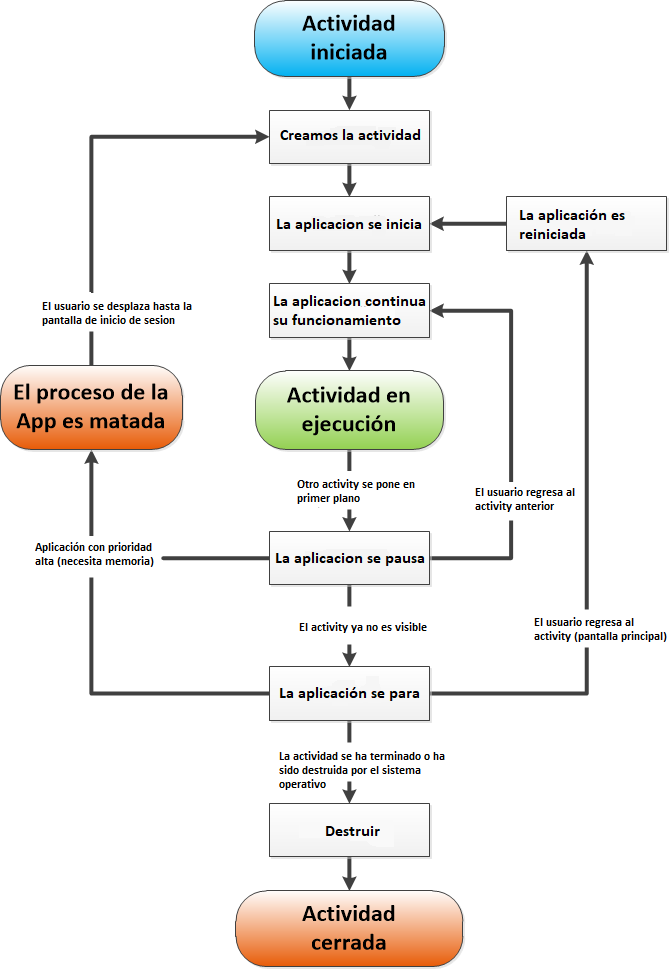 Actividad
iniciada
Creamos la actividad
La aplicacion se inicia
La aplicación es
reiniciada
La aplicacion continua
su funcionamiento
El usuario se desplaza hasta la
pantalla de inicio de sesion
El proceso de la
App es matada
Actividad en
ejecución
Otro activity se pone en
primer plano
El usuario regresa al
activity anterior
Aplicación con prioridad
alta (necesita memoria)
La aplicacion se pausa
El activity ya no es visible
El usuario regresa al
activity (pantalla principal)
La aplicación se para
La actividad se ha terminado o ha
sido destruida por el sistema
operativo
Destruir
Actividad
cerrada